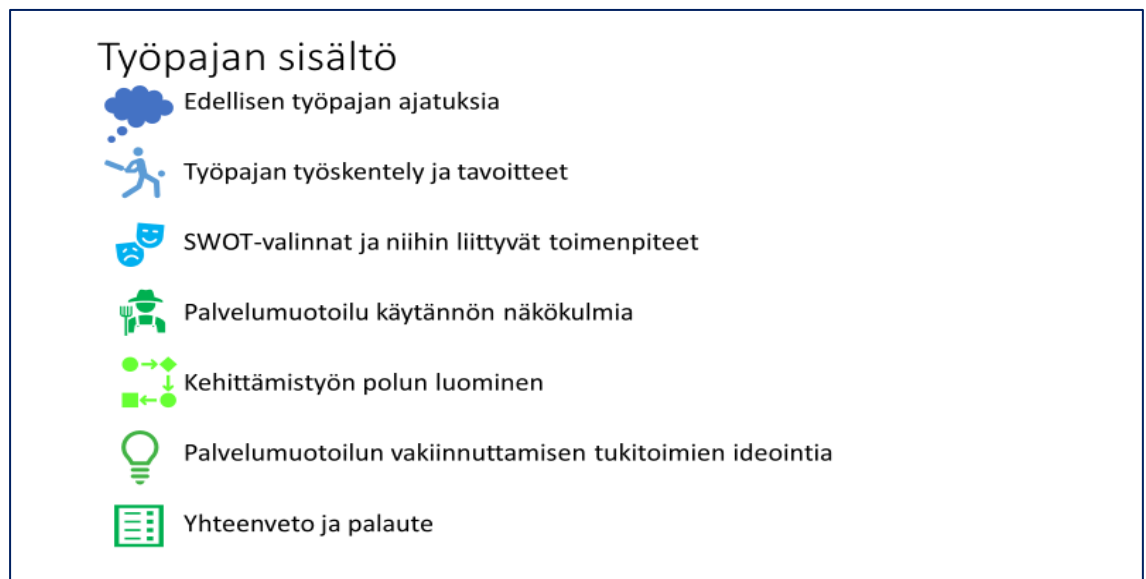 Työpajan sisältö
Edellisen työpajan ajatuksia
Työpajan työskentely ja tavoitteet
SWOT-valinnat ja niihin liittyvät toimenpiteet
Palvelumuotoilu käytännön näkökulmia
Kehittämistyön polun luominen
Palvelumuotoilun vakiinnuttamisen tukitoimien ideointia
Yhteenveto ja palaute